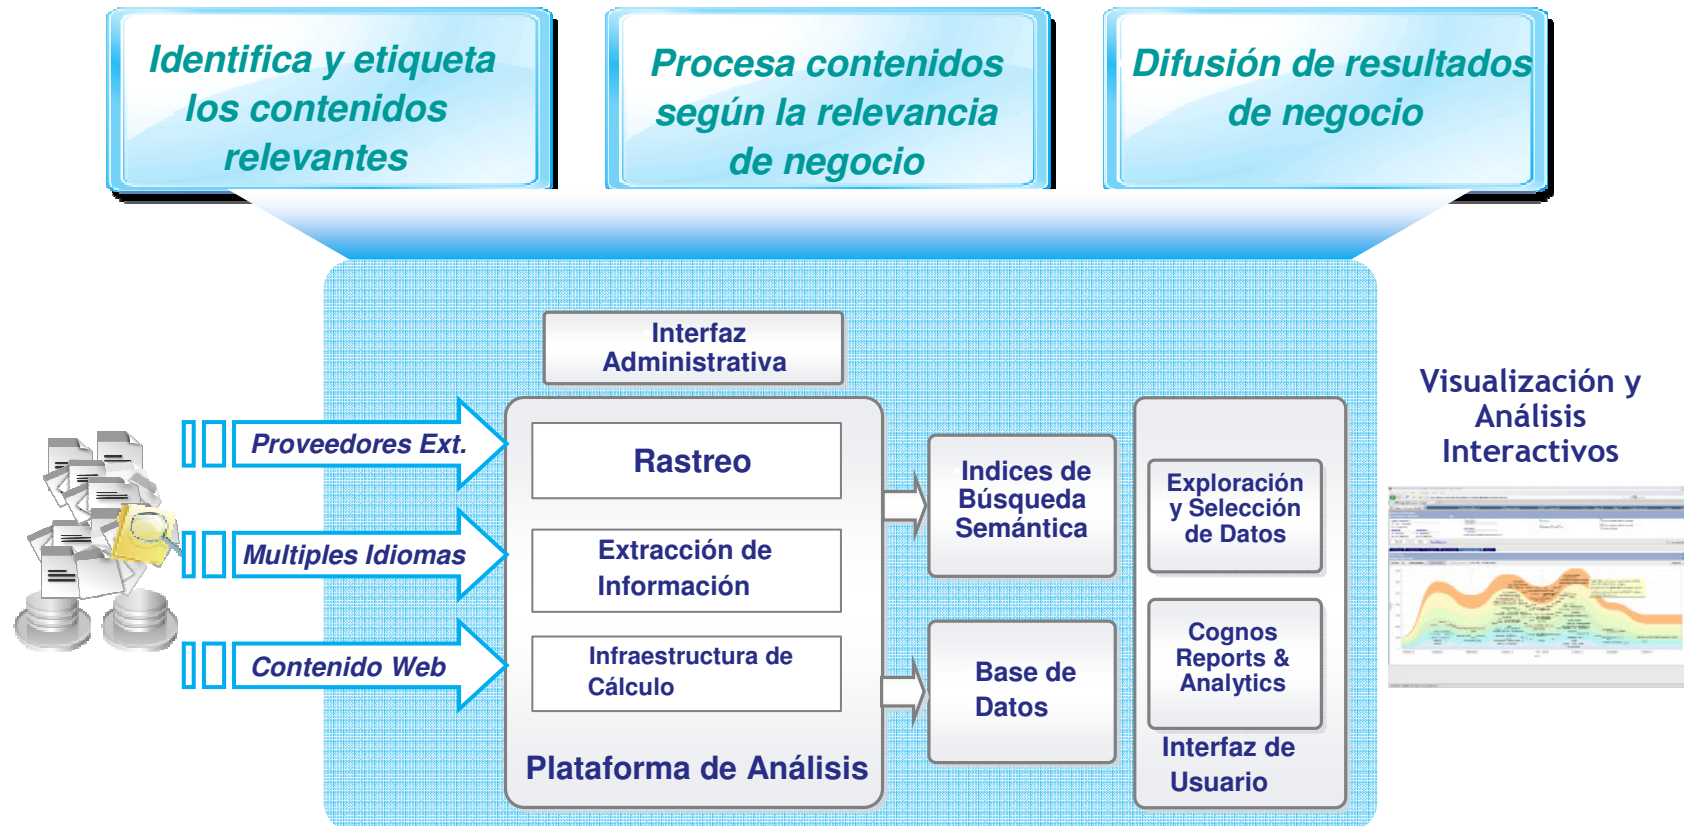 Identifica y etiqueta
los contenidos
relevantes
Procesa contenidos
según la relevancia
de negocio
Difusión de resultados
de negocio
Interfaz
Administrativa
Proveedores Ext.
Multiples Idiomas
Contenido Web
Rastreo
Extracción de
Información
Infraestructura de
Cálculo
Plataforma de Análisis
Indices de
Búsqueda
Semántica
Base de
Datos
Exploración
y Selección
de Datos
Cognos
Reports &
Analytics
Interfaz de
Usuario
Visualización y
Análisis
Interactivos